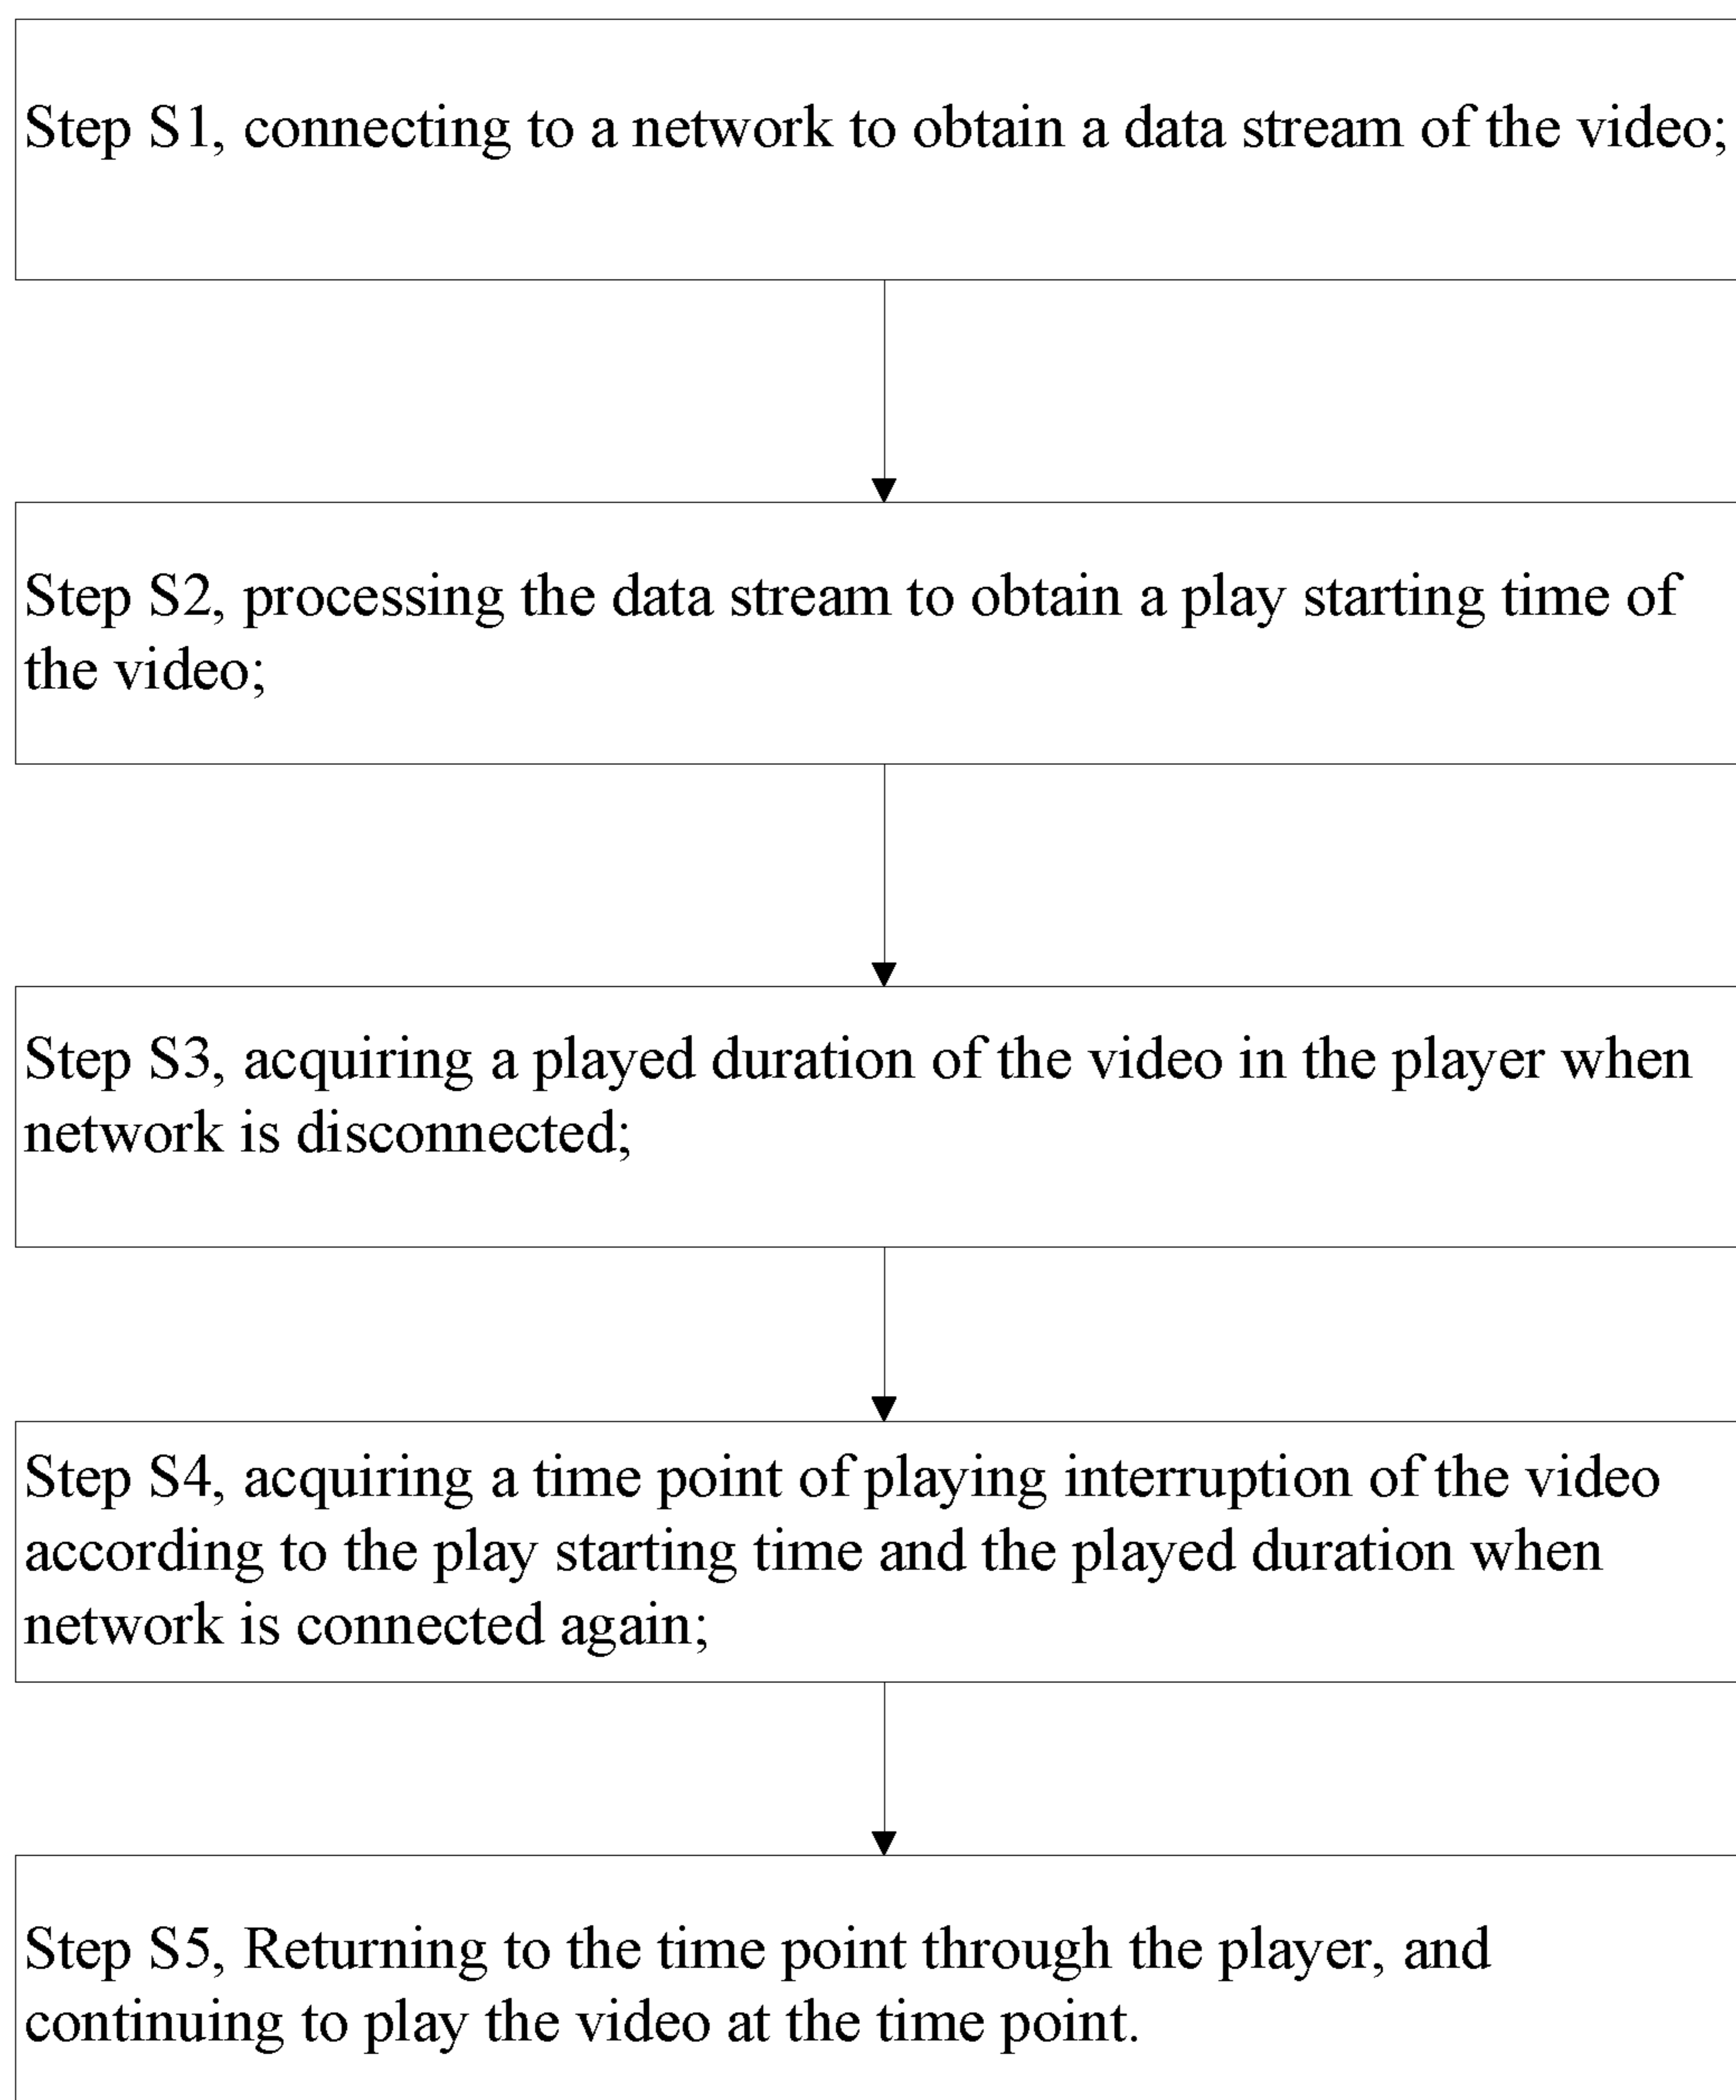 Step S1, connecting to a network to obtain a data stream of the video;
Step S2, processing the data stream to obtain a play starting time of
the video;
Step S3, acquiring a played duration of the video in the player when
network is disconnected;
Step S4, acquiring a time point of playing interruption of the video
according to the play starting time and the played duration when
network is connected again;
Step S5, Returning to the time point through the player, and
continuing to play the video at the time point.